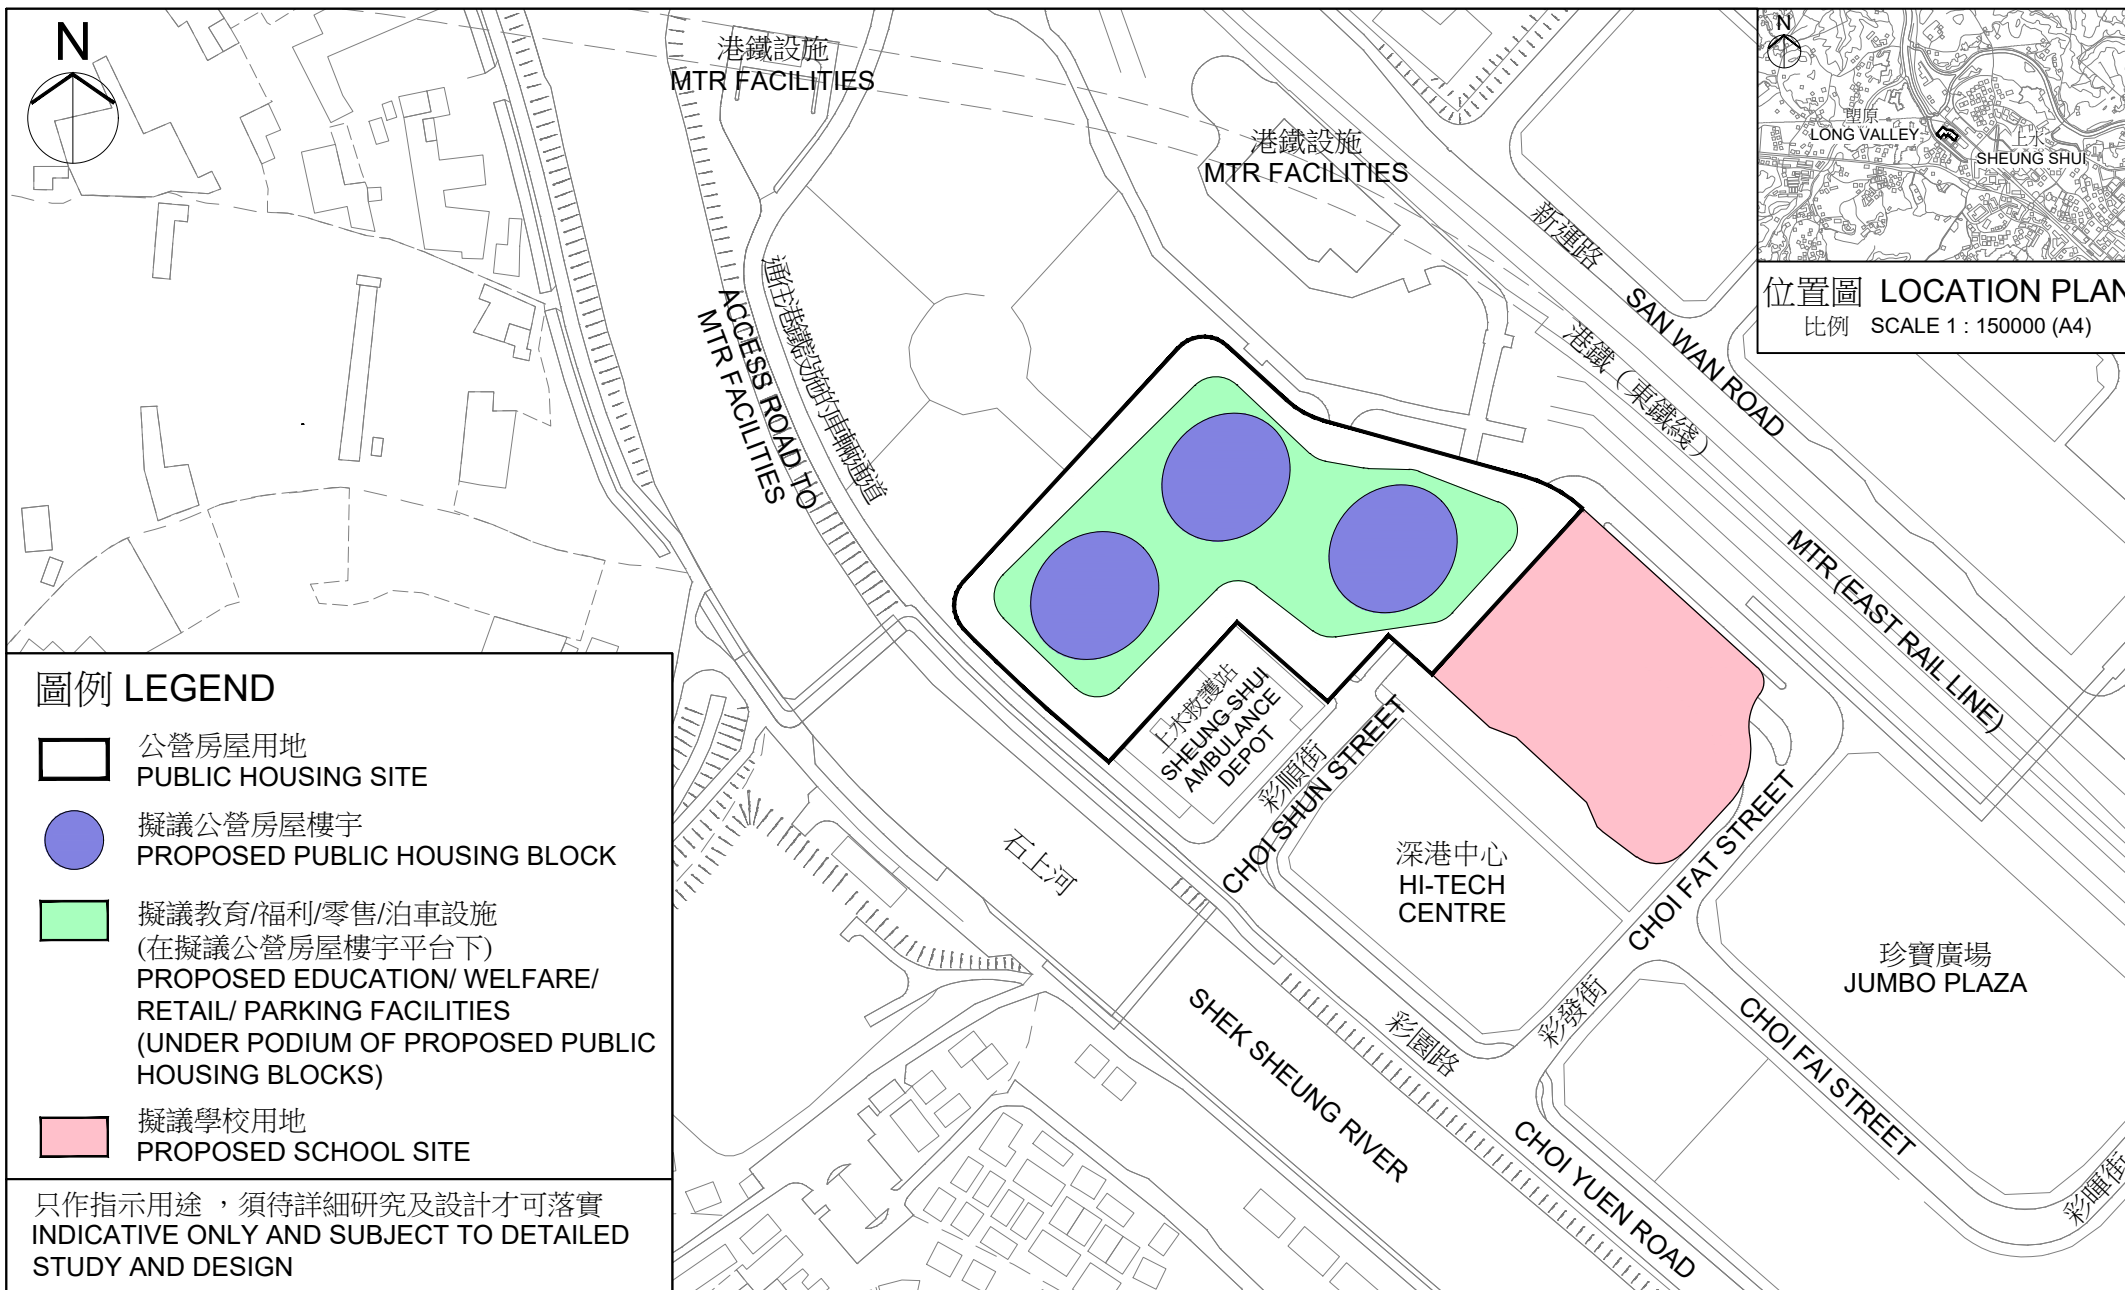 N
港鐵設施
MTR FACILITIES
港鐵設施
MTR FACILITIES
N
塱原
LONG VALLEY
上水
SHEUNG SHUI
位置圖 LOCATION PLAN
比例 SCALE 1 : 150000 (A4)
新運路
SAN WAN ROAD
港鐵（東鐵綫）
MTR (EAST RAIL LINE)
通往港鐵設施的車輛通道
ACCESS ROAD TO
MTR FACILITIES
上水救護站
SHEUNG SHUI
AMBULANCE
DEPOT
彩順街
CHOI SHUN STREET
石上河
SHEK SHEUNG RIVER
深港中心
HI-TECH
CENTRE
CHOI FAT STREET
彩發街
珍寶廣場
JUMBO PLAZA
彩園路
CHOI YUEN ROAD
CHOI FAI STREET
彩暉街
圖例 LEGEND
公營房屋用地
PUBLIC HOUSING SITE
擬議公營房屋樓宇
PROPOSED PUBLIC HOUSING BLOCK
擬議教育/福利/零售/泊車設施
(在擬議公營房屋樓宇平台下)
PROPOSED EDUCATION/ WELFARE/
RETAIL/ PARKING FACILITIES
(UNDER PODIUM OF PROPOSED PUBLIC
HOUSING BLOCKS)
擬議學校用地
PROPOSED SCHOOL SITE
只作指示用途 ，須待詳細研究及設計才可落實
INDICATIVE ONLY AND SUBJECT TO DETAILED
STUDY AND DESIGN